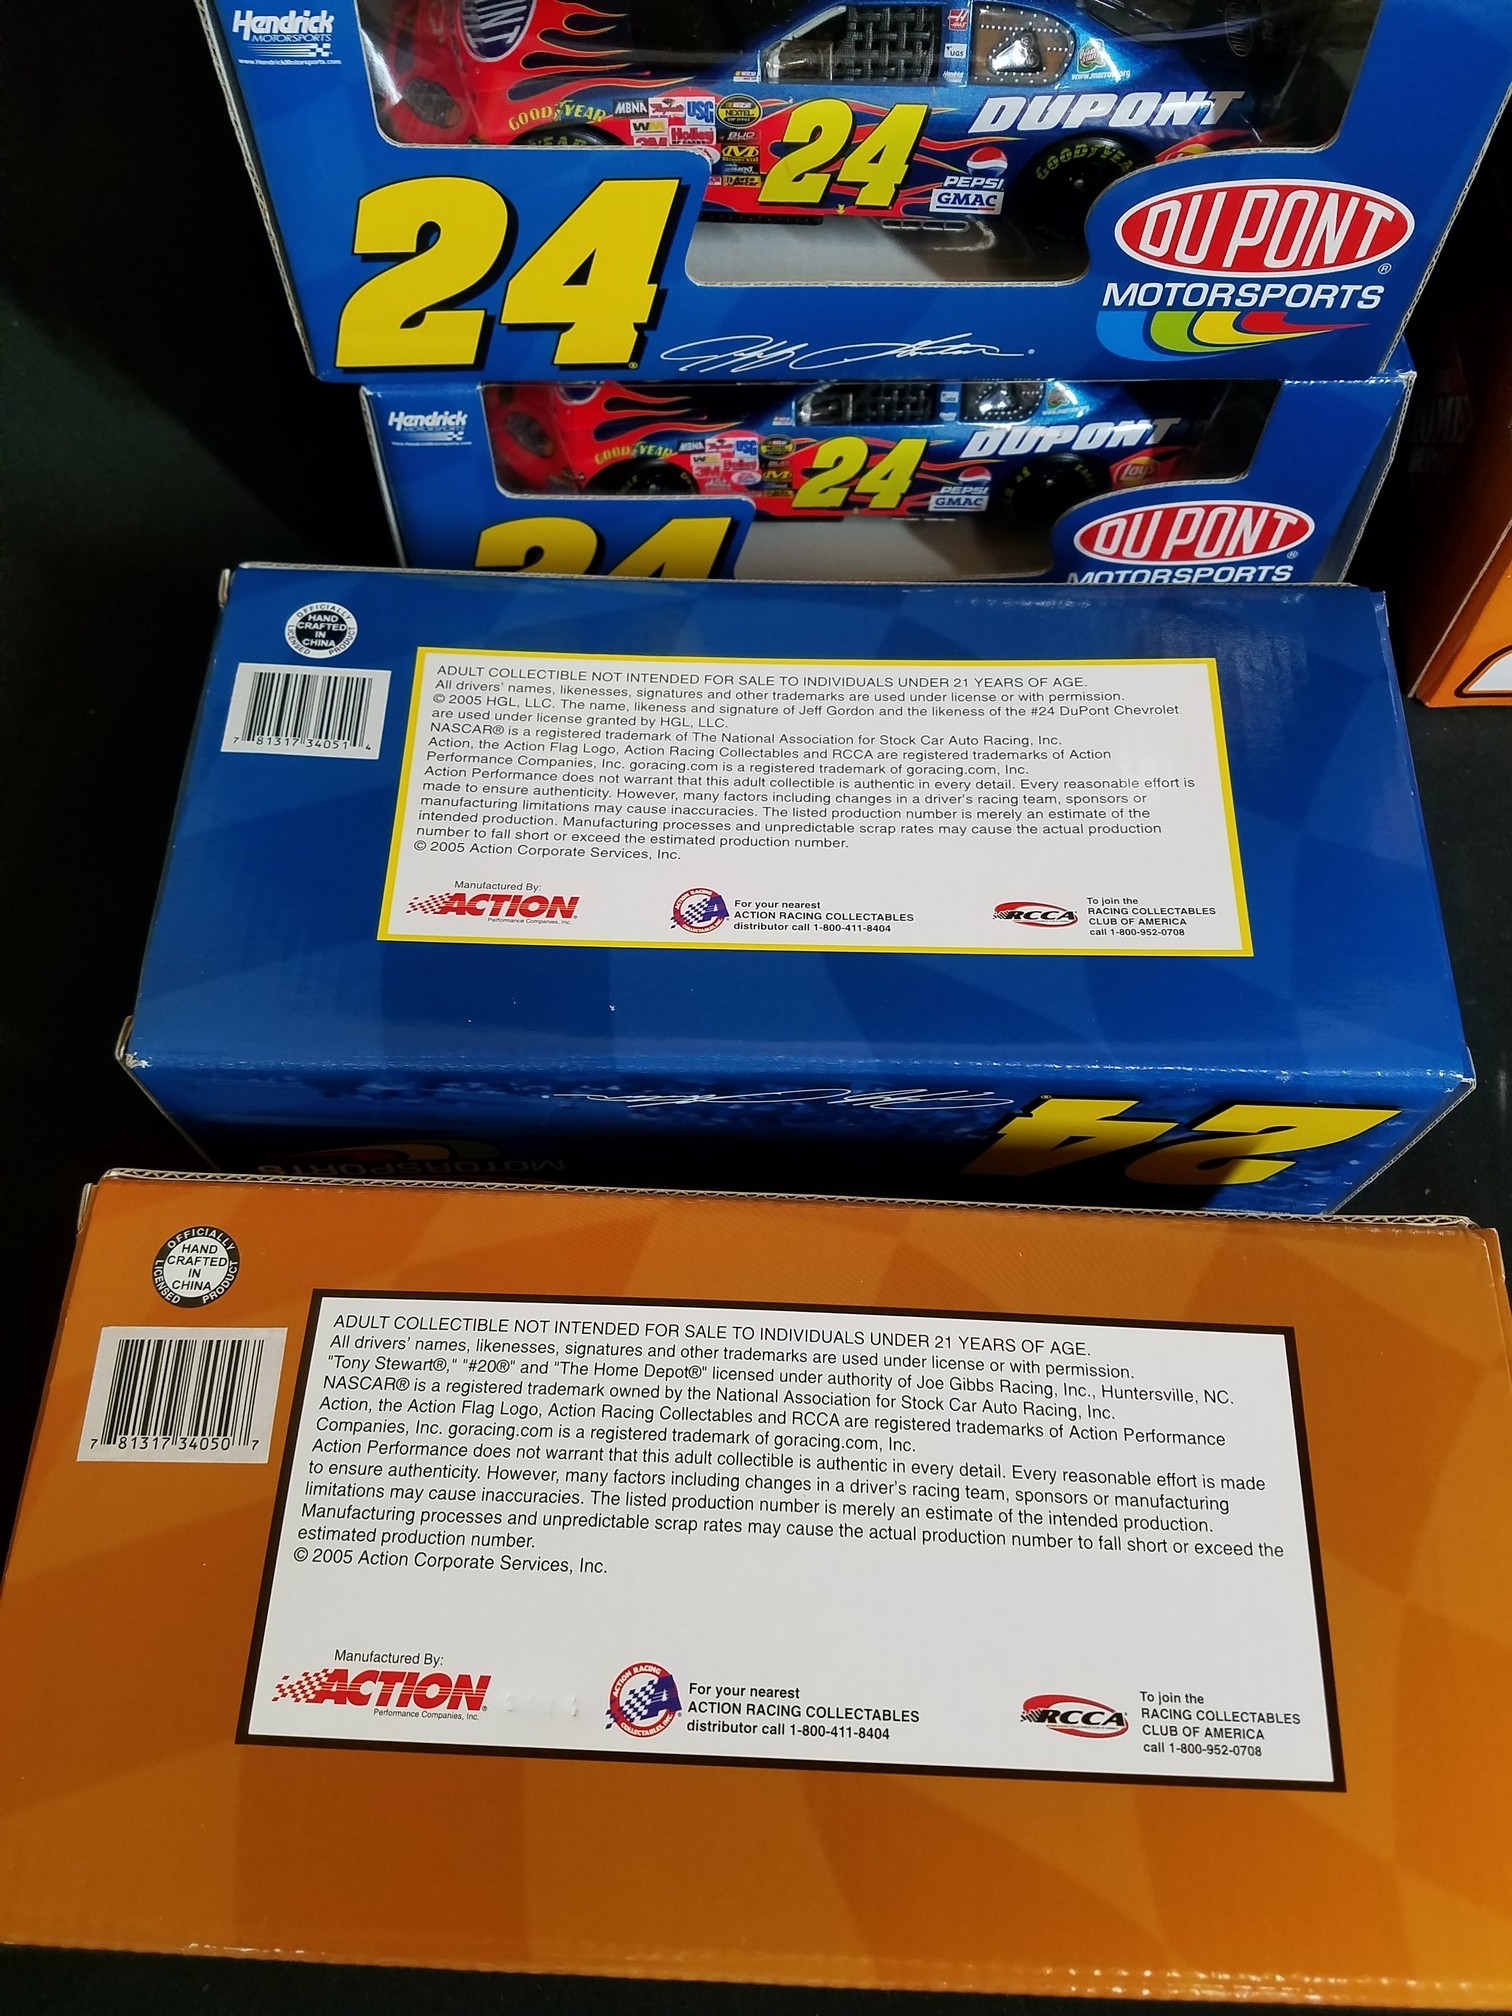 Hendrick
MOTORSPORTS
www.HendrickMotorsports.com
DUPONT
GOODYEAR
MBNA
USG
NEXTEL
Holley
BUD
UGS
24
DUPONT
PEPSI
GMAC
GOODYEAR
24
DUPONT®
MOTORSPORTS
Hendrick
MOTORSPORTS
GOODYEAR
MBNA
USG
24
DUPONT
PEPSI
GMAC
Lay's
24
DUPONT®
MOTORSPORTS
OFFICIALLY LICENSED PRODUCT
HAND
CRAFTED
IN
CHINA
7 81317 34051 4
ADULT COLLECTIBLE NOT INTENDED FOR SALE TO INDIVIDUALS UNDER 21 YEARS OF AGE.
All drivers' names, likenesses, signatures and other trademarks are used under license or with permission.
© 2005 HGL, LLC. The name, likeness and signature of Jeff Gordon and the likeness of the #24 DuPont Chevrolet
are used under license granted by HGL, LLC.
NASCAR® is a registered trademark of The National Association for Stock Car Auto Racing, Inc.
Action, the Action Flag Logo, Action Racing Collectables and RCCA are registered trademarks of Action
Performance Companies, Inc. goracing.com is a registered trademark of goracing.com, Inc.
Action Performance does not warrant that this adult collectible is authentic in every detail. Every reasonable effort is
made to ensure authenticity. However, many factors including changes in a driver's racing team, sponsors or
manufacturing limitations may cause inaccuracies. The listed production number is merely an estimate of the
intended production. Manufacturing processes and unpredictable scrap rates may cause the actual production
number to fall short or exceed the estimated production number.
© 2005 Action Corporate Services, Inc.
Manufactured By:
ACTION
Performance Companies, Inc.
For your nearest
ACTION RACING COLLECTABLES
distributor call 1-800-411-8404
RCCA
To join the
RACING COLLECTABLES
CLUB OF AMERICA
call 1-800-952-0708
24
MOTORSPORTS
OFFICIALLY LICENSED PRODUCT
HAND
CRAFTED
IN
CHINA
7 81317 34050 7
ADULT COLLECTIBLE NOT INTENDED FOR SALE TO INDIVIDUALS UNDER 21 YEARS OF AGE.
All drivers' names, likenesses, signatures and other trademarks are used under license or with permission.
"Tony Stewart®," "#20®" and "The Home Depot®" licensed under authority of Joe Gibbs Racing, Inc., Huntersville, NC.
NASCAR® is a registered trademark owned by the National Association for Stock Car Auto Racing, Inc.
Action, the Action Flag Logo, Action Racing Collectables and RCCA are registered trademarks of Action Performance
Companies, Inc. goracing.com is a registered trademark of goracing.com, Inc.
Action Performance does not warrant that this adult collectible is authentic in every detail. Every reasonable effort is made
to ensure authenticity. However, many factors including changes in a driver's racing team, sponsors or manufacturing
limitations may cause inaccuracies. The listed production number is merely an estimate of the intended production.
Manufacturing processes and unpredictable scrap rates may cause the actual production number to fall short or exceed the
estimated production number.
© 2005 Action Corporate Services, Inc.
Manufactured By:
ACTION®
Performance Companies, Inc.
ACTION RACING COLLECTABLES, INC.
For your nearest
ACTION RACING COLLECTABLES
distributor call 1-800-411-8404
RCCA
To join the
RACING COLLECTABLES
CLUB OF AMERICA
call 1-800-952-0708